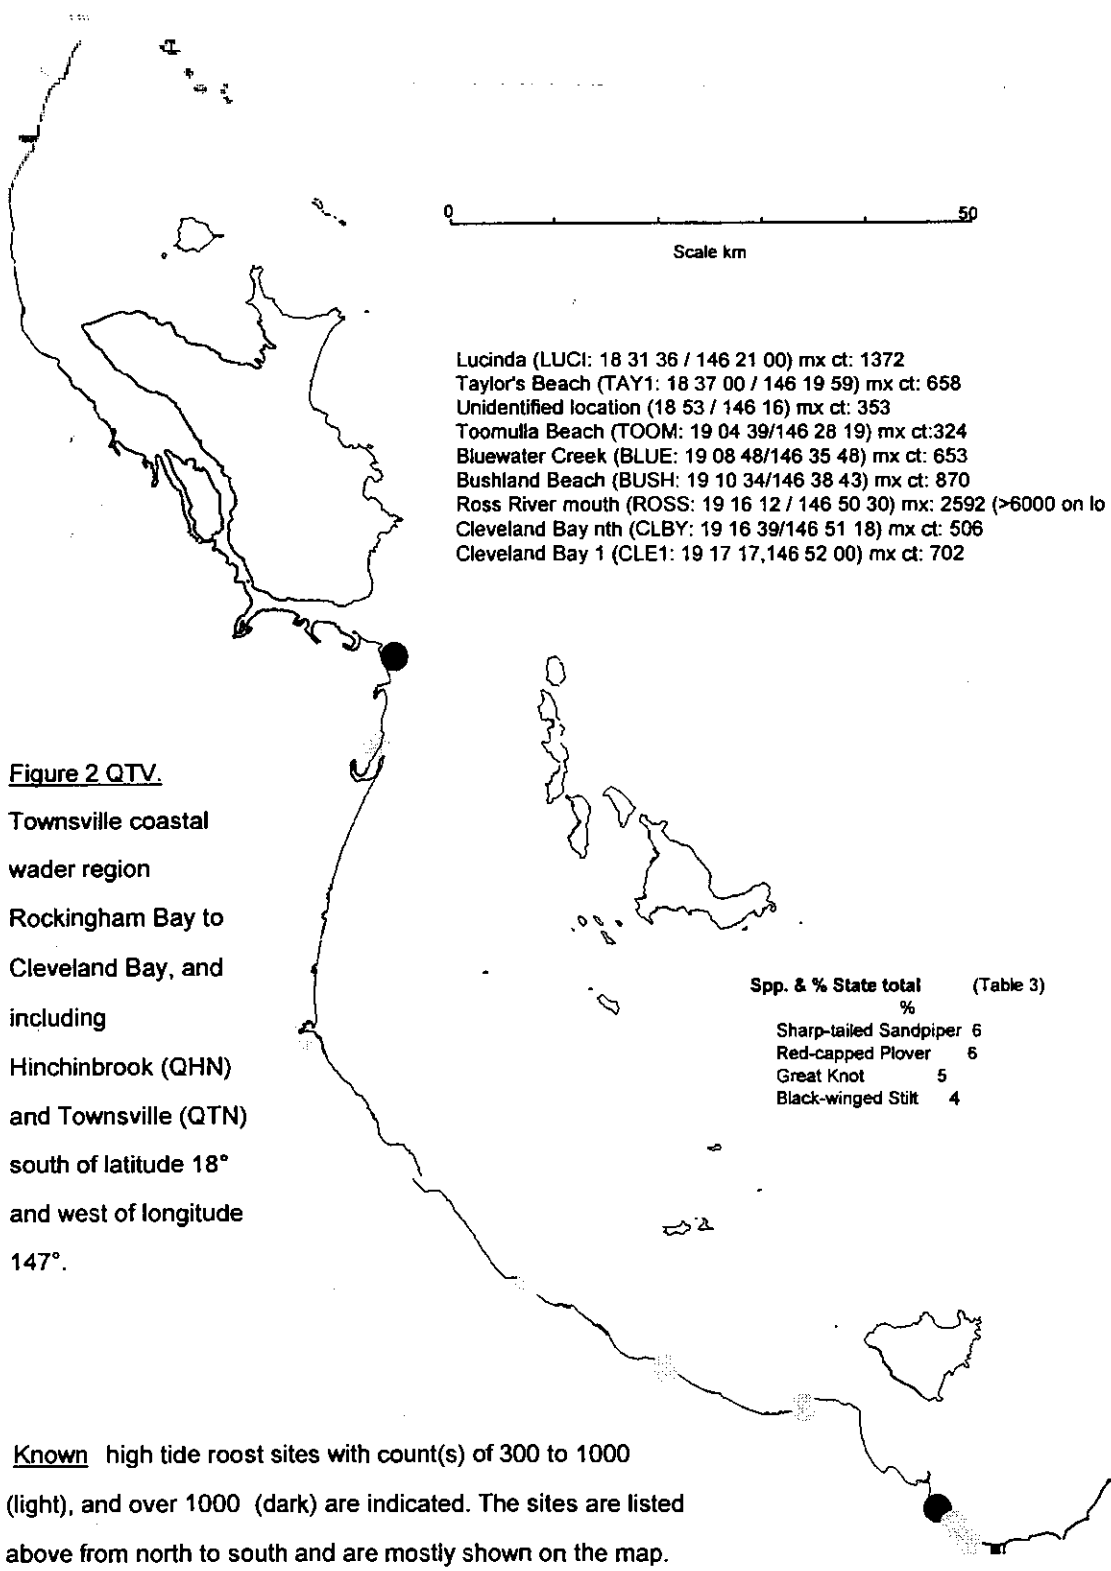 0 50
Scale km
Lucinda (LUCI: 18 31 36 / 146 21 00) mx ct: 1372
Taylor's Beach (TAY1: 18 37 00 / 146 19 59) mx ct: 658
Unidentified location (18 53 / 146 16) mx ct: 353
Toomulla Beach (TOOM: 19 04 39/146 28 19) mx ct:324
Bluewater Creek (BLUE: 19 08 48/146 35 48) mx ct: 653
Bushland Beach (BUSH: 19 10 34/146 38 43) mx ct: 870
Ross River mouth (ROSS: 19 16 12 / 146 50 30) mx: 2592 (>6000 on lo
Cleveland Bay nth (CLBY: 19 16 39/146 51 18) mx ct: 506
Cleveland Bay 1 (CLE1: 19 17 17,146 52 00) mx ct: 702
Figure 2 QTV.
Townsville coastal
wader region
Rockingham Bay to
Cleveland Bay, and
including
Hinchinbrook (QHN)
and Townsville (QTN)
south of latitude 18°
and west of longitude
147°.
Spp. & % State total (Table 3)
%
Sharp-tailed Sandpiper 6
Red-capped Plover 6
Great Knot 5
Black-winged Stilt 4
Known high tide roost sites with count(s) of 300 to 1000
(light), and over 1000 (dark) are indicated. The sites are listed
above from north to south and are mostly shown on the map.